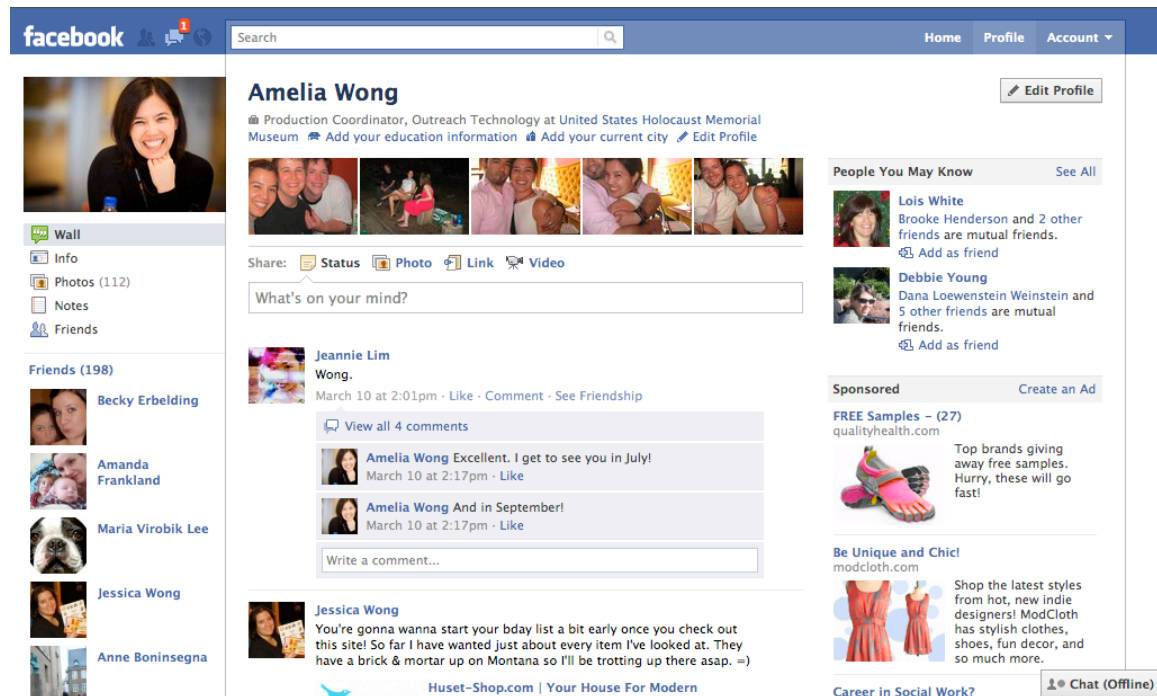 facebook
1
Search
Home
Profile
Account
Amelia Wong
Edit Profile
Production Coordinator, Outreach Technology at United States Holocaust Memorial
Museum Add your education information Add your current city Edit Profile
Wall
Info
Photos (112)
Notes
Friends
Friends (198)
Becky Erbelding
Amanda
Frankland
Maria Virobik Lee
Jessica Wong
Anne Boninsegna
Share: Status Photo Link Video
What's on your mind?
Jeannie Lim
Wong.
March 10 at 2:01pm · Like · Comment · See Friendship
View all 4 comments
Amelia Wong Excellent. I get to see you in July!
March 10 at 2:17pm · Like
Amelia Wong And in September!
March 10 at 2:17pm · Like
Write a comment...
Jessica Wong
You're gonna wanna start your bday list a bit early once you check out
this site! So far I have wanted just about every item I've looked at. They
have a brick & mortar up on Montana so I'll be trotting up there asap. =)
Huset-Shop.com | Your House For Modern
People You May Know See All
Lois White
Brooke Henderson and 2 other
friends are mutual friends.
Add as friend
Debbie Young
Dana Loewenstein Weinstein and
5 other friends are mutual
friends.
Add as friend
Sponsored Create an Ad
FREE Samples – (27)
qualityhealth.com
Top brands giving
away free samples.
Hurry, these will go
fast!
Be Unique and Chic!
modcloth.com
Shop the latest styles
from hot, new indie
designers! ModCloth
has stylish clothes,
shoes, fun decor, and
so much more.
Career in Social Work?
Chat (Offline)